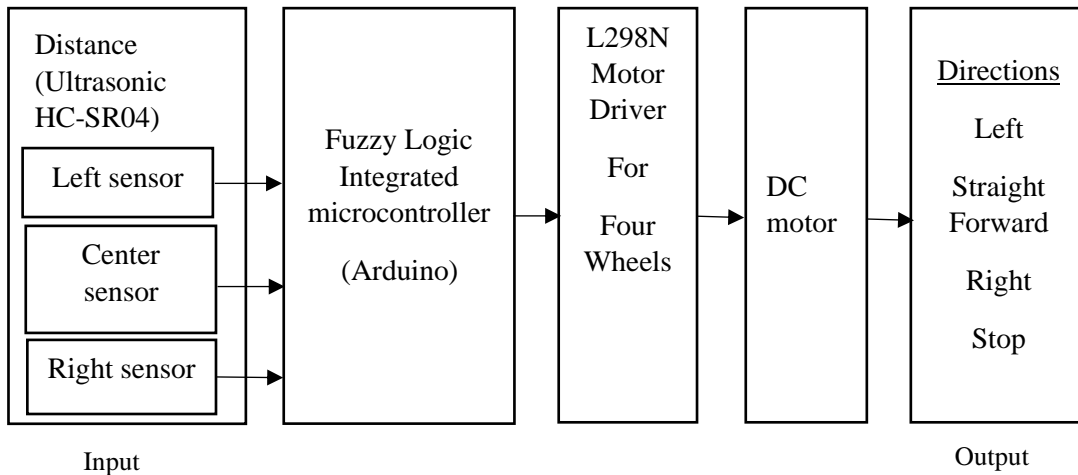 Distance
(Ultrasonic
HC-SR04)
Left sensor
Center
sensor
Right sensor
Input
Fuzzy Logic
Integrated
microcontroller
(Arduino)
L298N
Motor
Driver
For
Four
Wheels
DC
motor
Directions
Left
Straight
Forward
Right
Stop
Output